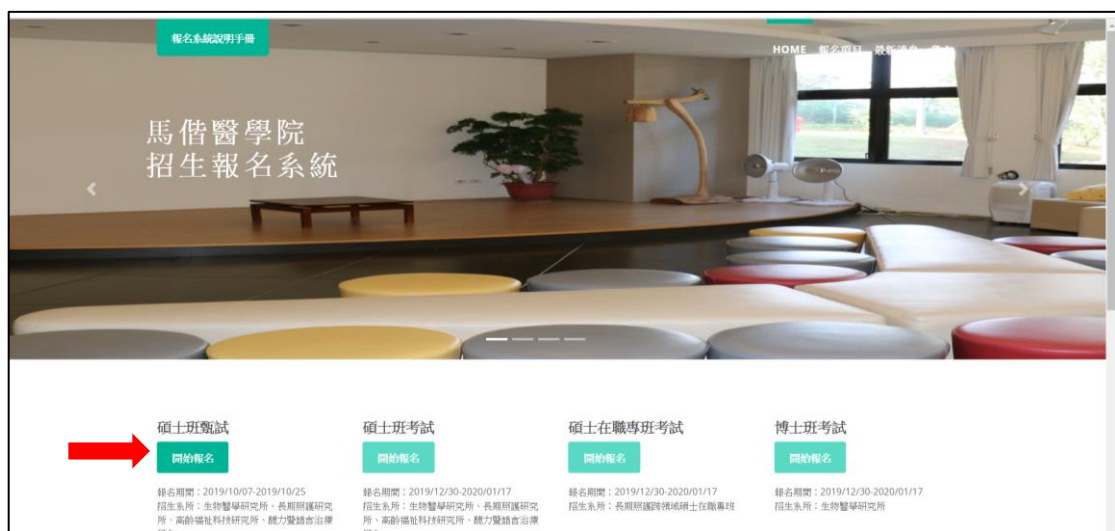 報名系統說明手冊
HOME 報名項目 最新消息
馬偕醫學院
招生報名系統
碩士班甄試
開始報名
報名期間：2019/10/07-2019/10/25
招生系所：生物醫學研究所、長期照護研究
所、高齡福祉科技研究所、聽力暨語言治療
碩士班考試
開始報名
報名期間：2019/12/30-2020/01/17
招生系所：生物醫學研究所、長期照護研究
所、高齡福祉科技研究所、聽力暨語言治療
碩士在職專班考試
開始報名
報名期間：2019/12/30-2020/01/17
招生系所：長期照護跨領域碩士在職專班
博士班考試
開始報名
報名期間：2019/12/30-2020/01/17
招生系所：生物醫學研究所